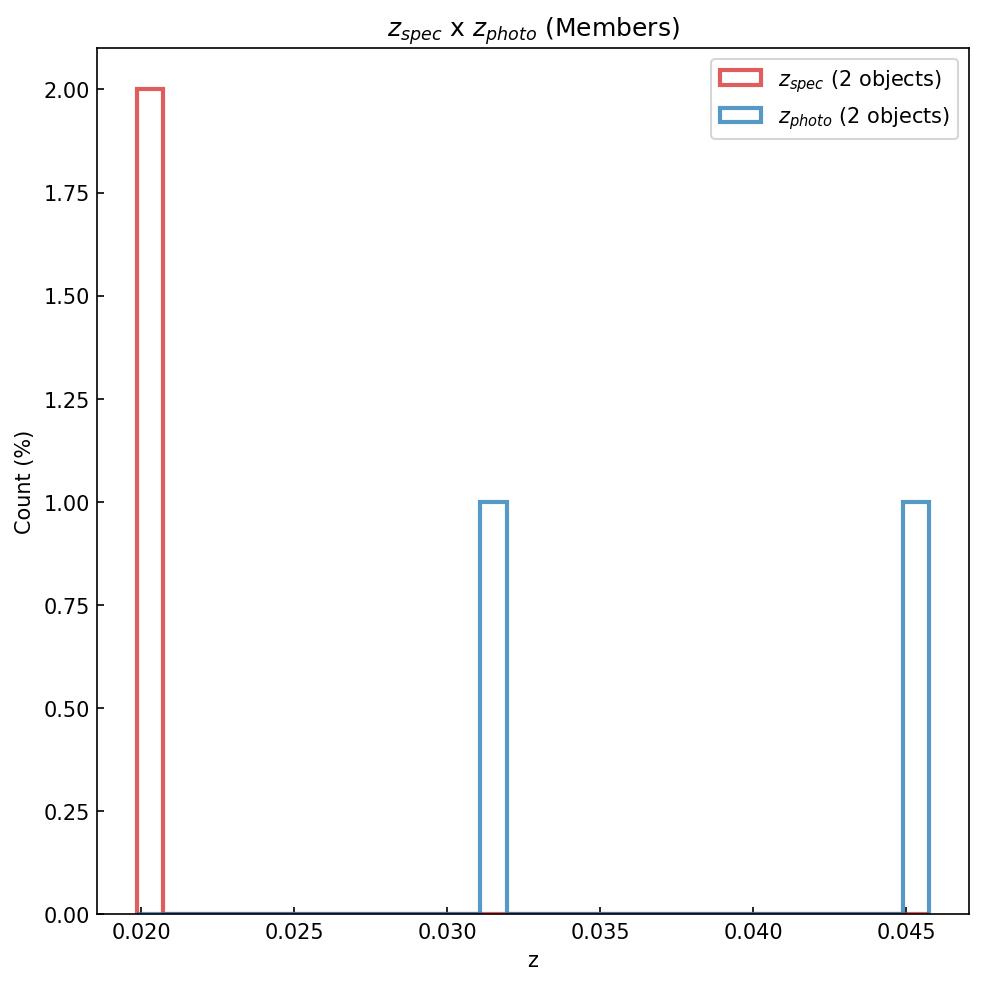 z_spec x z_photo (Members)
z_spec (2 objects)
z_photo (2 objects)
Count (%)
2.00
1.75
1.50
1.25
1.00
0.75
0.50
0.25
0.00
0.020 0.025 0.030 0.035 0.040 0.045
z